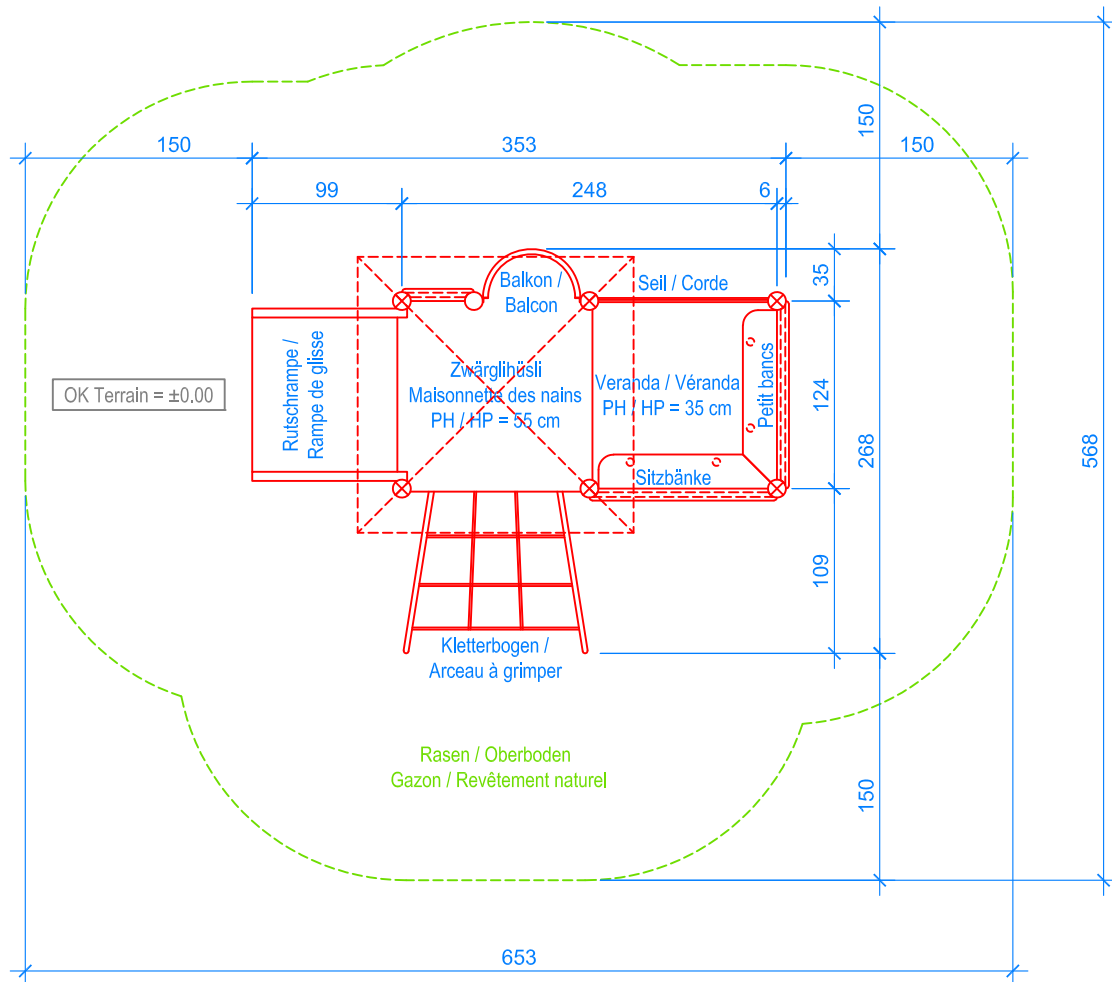 150
353
150
150
99
248
6
35
Balkon /
Balcon
Seil / Corde
Rutschrampe /
Rampe de glisse
OK Terrain = ±0.00
Zwärglihüsli
Maisonnette des nains
PH / HP = 55 cm
Veranda / Véranda
PH / HP = 35 cm
Petit bancs
Sitzbänke
124
268
568
109
Kletterbogen /
Arceau à grimper
Rasen / Oberboden
Gazon / Revêtement naturel
150
653